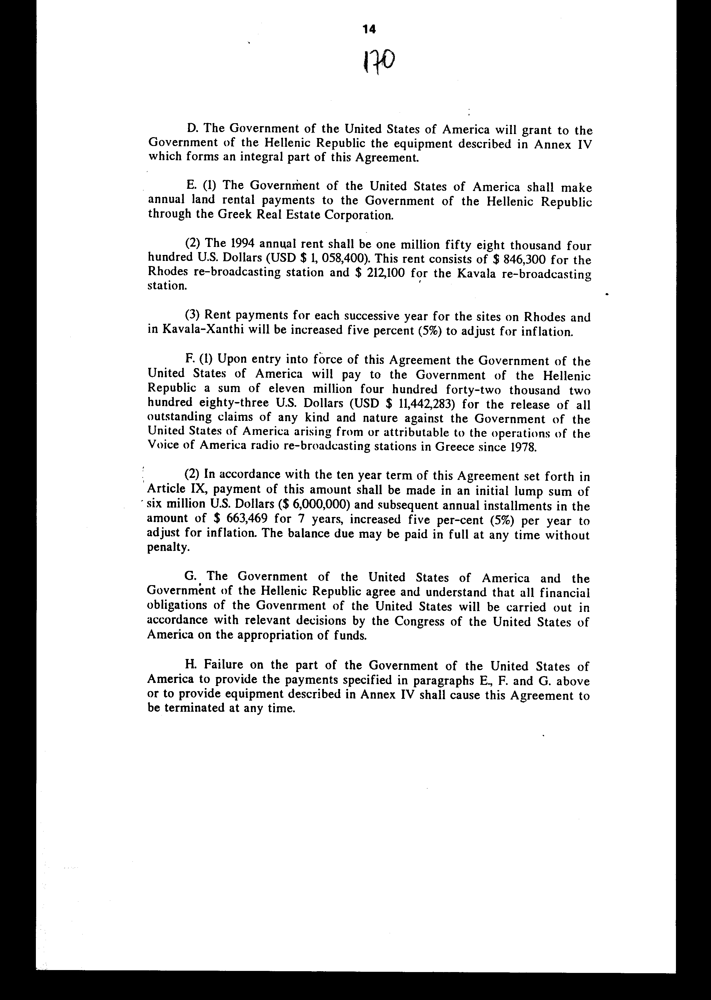 14
170
D. The Government of the United States of America will grant to the
Government of the Hellenic Republic the equipment described in Annex IV
which forms an integral part of this Agreement.
E. (1) The Government of the United States of America shall make
annual land rental payments to the Government of the Hellenic Republic
through the Greek Real Estate Corporation.
(2) The 1994 annual rent shall be one million fifty eight thousand four
hundred U.S. Dollars (USD $ 1, 058,400). This rent consists of $ 846,300 for the
Rhodes re-broadcasting station and $ 212,100 for the Kavala re-broadcasting
station.
(3) Rent payments for each successive year for the sites on Rhodes and
in Kavala-Xanthi will be increased five percent (5%) to adjust for inflation.
F. (1) Upon entry into force of this Agreement the Government of the
United States of America will pay to the Government of the Hellenic
Republic a sum of eleven million four hundred forty-two thousand two
hundred eighty-three U.S. Dollars (USD $ 11,442,283) for the release of all
outstanding claims of any kind and nature against the Government of the
United States of America arising from or attributable to the operations of the
Voice of America radio re-broadcasting stations in Greece since 1978.
(2) In accordance with the ten year term of this Agreement set forth in
Article IX, payment of this amount shall be made in an initial lump sum of
six million U.S. Dollars ($ 6,000,000) and subsequent annual installments in the
amount of $ 663,469 for 7 years, increased five per-cent (5%) per year to
adjust for inflation. The balance due may be paid in full at any time without
penalty.
G. The Government of the United States of America and the
Government of the Hellenic Republic agree and understand that all financial
obligations of the Govenrment of the United States will be carried out in
accordance with relevant decisions by the Congress of the United States of
America on the appropriation of funds.
H. Failure on the part of the Government of the United States of
America to provide the payments specified in paragraphs E., F. and G. above
or to provide equipment described in Annex IV shall cause this Agreement to
be terminated at any time.